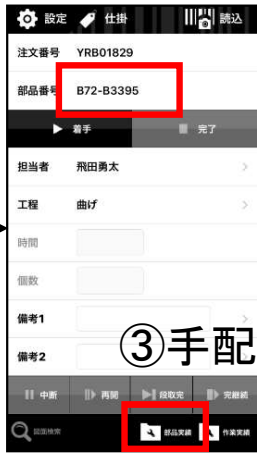 設定 仕掛 読込
注文番号 YRB01829
部品番号 B72-B3395
着手 完了
担当者 飛田勇太
工程 曲げ
時間
個数
備考1
備考2
③手配
中断 再開 段取完 完継続
図面検索 部品実績 作業実績